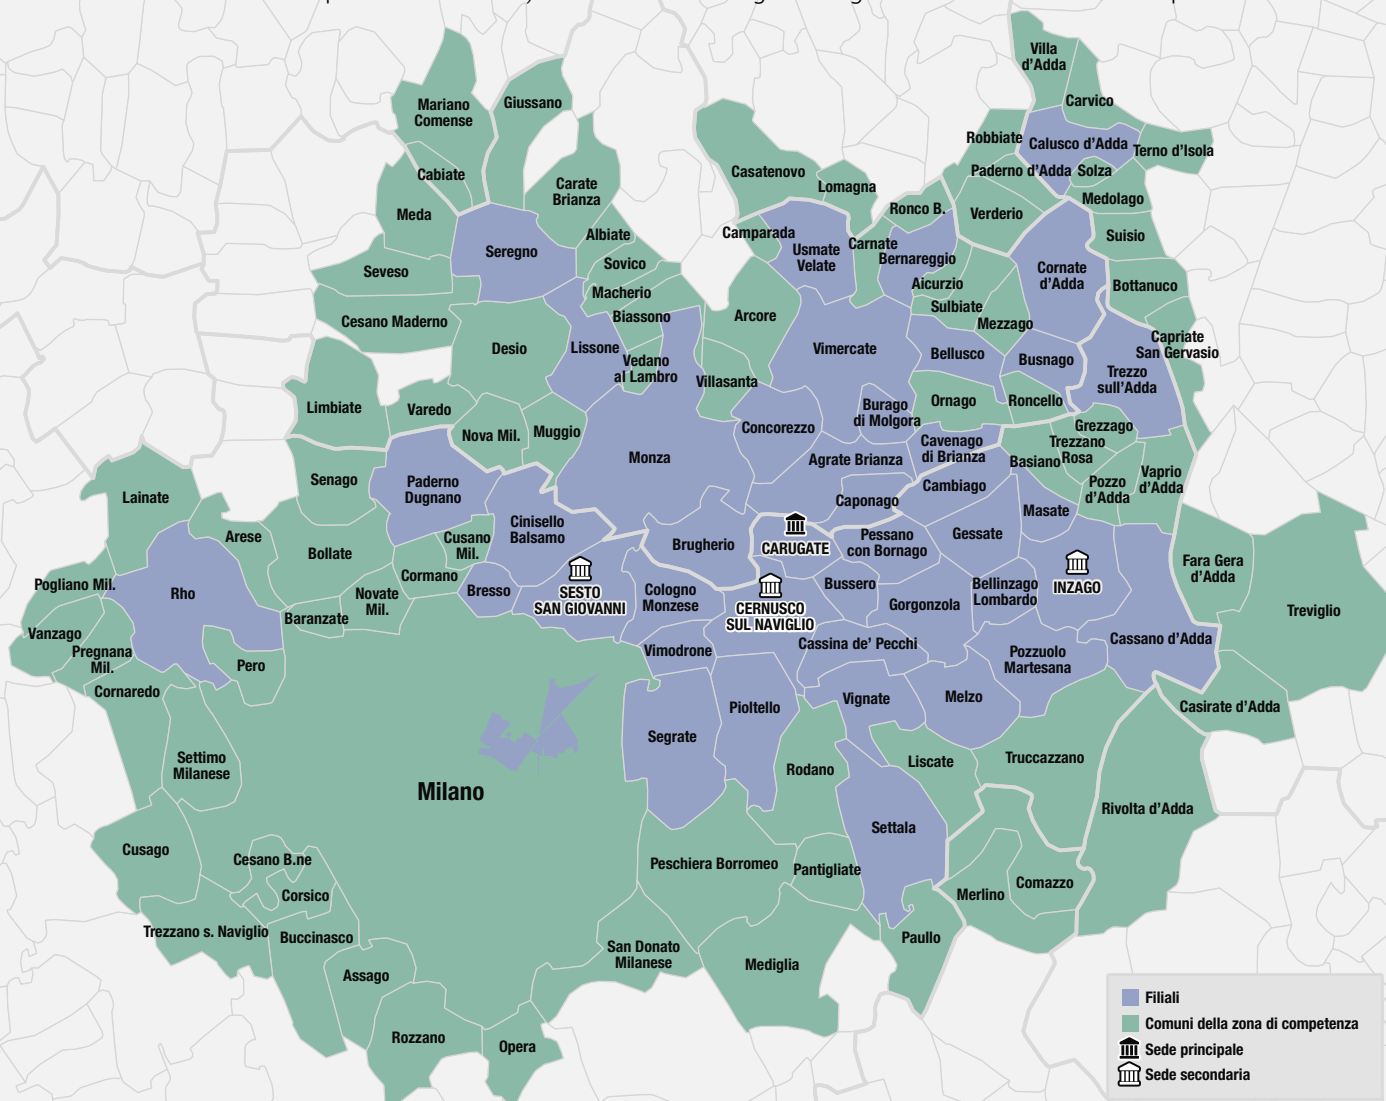 Villa
d'Adda
Mariano
Comense
Giussano
Carvico
Robbiate
Calusco d'Adda
Terno d'Isola
Cabiate
Carate
Brianza
Casatenovo
Lomagna
Paderno d'Adda
Solza
Medolago
Meda
Ronco B.
Verderio
Seregno
Albiate
Camparada
Usmate
Velate
Carnate
Bernareggio
Suisio
Seveso
Sovico
Cornate
d'Adda
Macherio
Aicurzio
Bottanuco
Cesano Maderno
Biassono
Arcore
Sulbiate
Mezzago
Capriate
San Gervasio
Desio
Lissone
Vedano
al Lambro
Villasanta
Vimercate
Bellusco
Busnago
Trezzo
sull'Adda
Limbiate
Varedo
Burago
di Molgora
Ornago
Roncello
Nova Mil.
Muggio
Concorezzo
Grezzago
Trezzano
Rosa
Cavenago
di Brianza
Monza
Agrate Brianza
Basiano
Senago
Paderno
Dugnano
Cambiago
Pozzo
d'Adda
Vaprio
d'Adda
Lainate
Caponago
Masate
Cinisello
Balsamo
Arese
Bollate
Cusano
Mil.
Brugherio
CARUGATE
Pessano
con Bornago
Gessate
Fara Gera
d'Adda
Pogliano Mil.
Rho
Cormano
Bresso
SESTO
SAN GIOVANNI
Cologno
Monzese
CERNUSCO
SUL NAVIGLIO
Bussero
Gorgonzola
Bellinzago
Lombardo
INZAGO
Treviglio
Novate
Mil.
Baranzate
Vanzago
Pregnana
Mil.
Pero
Vimodrone
Cassina de' Pecchi
Pozzuolo
Martesana
Cassano d'Adda
Cornaredo
Pioltello
Vignate
Melzo
Casirate d'Adda
Segrate
Settimo
Milanese
Rodano
Liscate
Truccazzano
Milano
Rivolta d'Adda
Settala
Cusago
Cesano B.ne
Peschiera Borromeo
Pantigliate
Corsico
Merlino
Comazzo
Trezzano s. Naviglio
Buccinasco
San Donato
Milanese
Paullo
Assago
Mediglia
Rozzano
Opera
Filiali
Comuni della zona di competenza
Sede principale
Sede secondaria